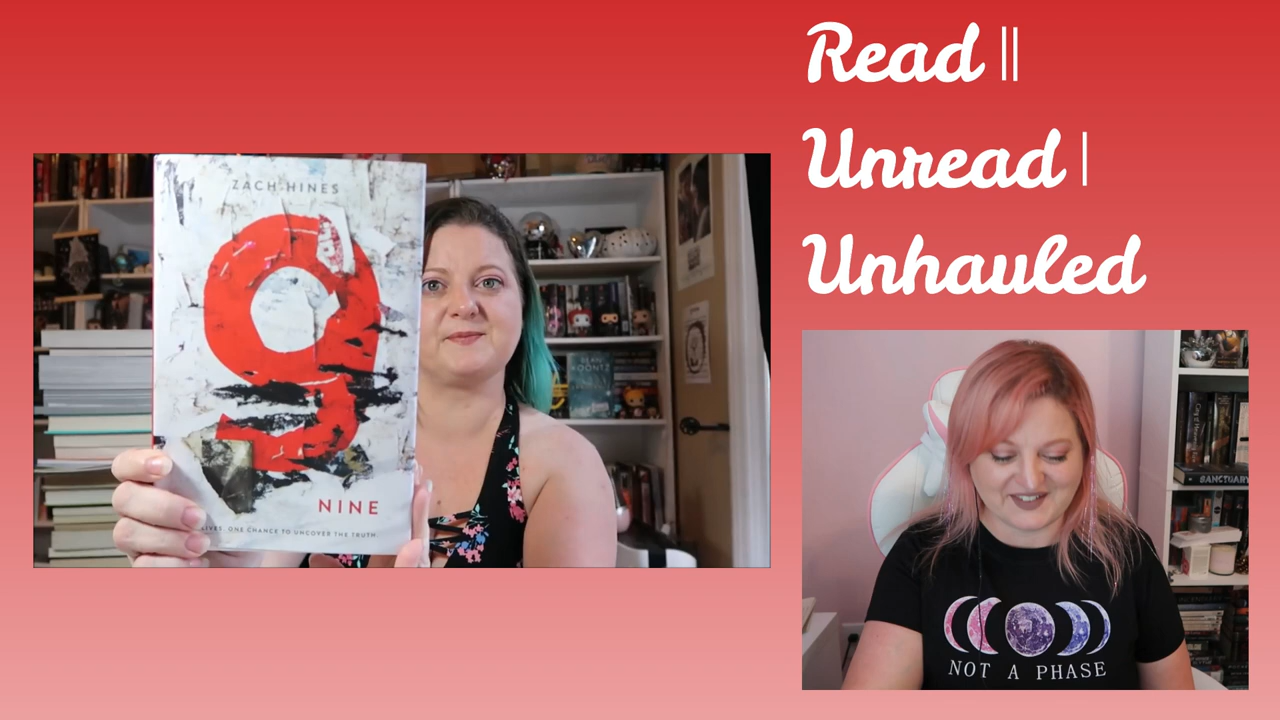 Read ||
Unread |
Unhauled
ZACH HINES
9
NINE
LIVES. ONE CHANCE TO UNCOVER THE TRUTH.
DEAN
KOONTZ
SANCTUARY
NOT A PHASE